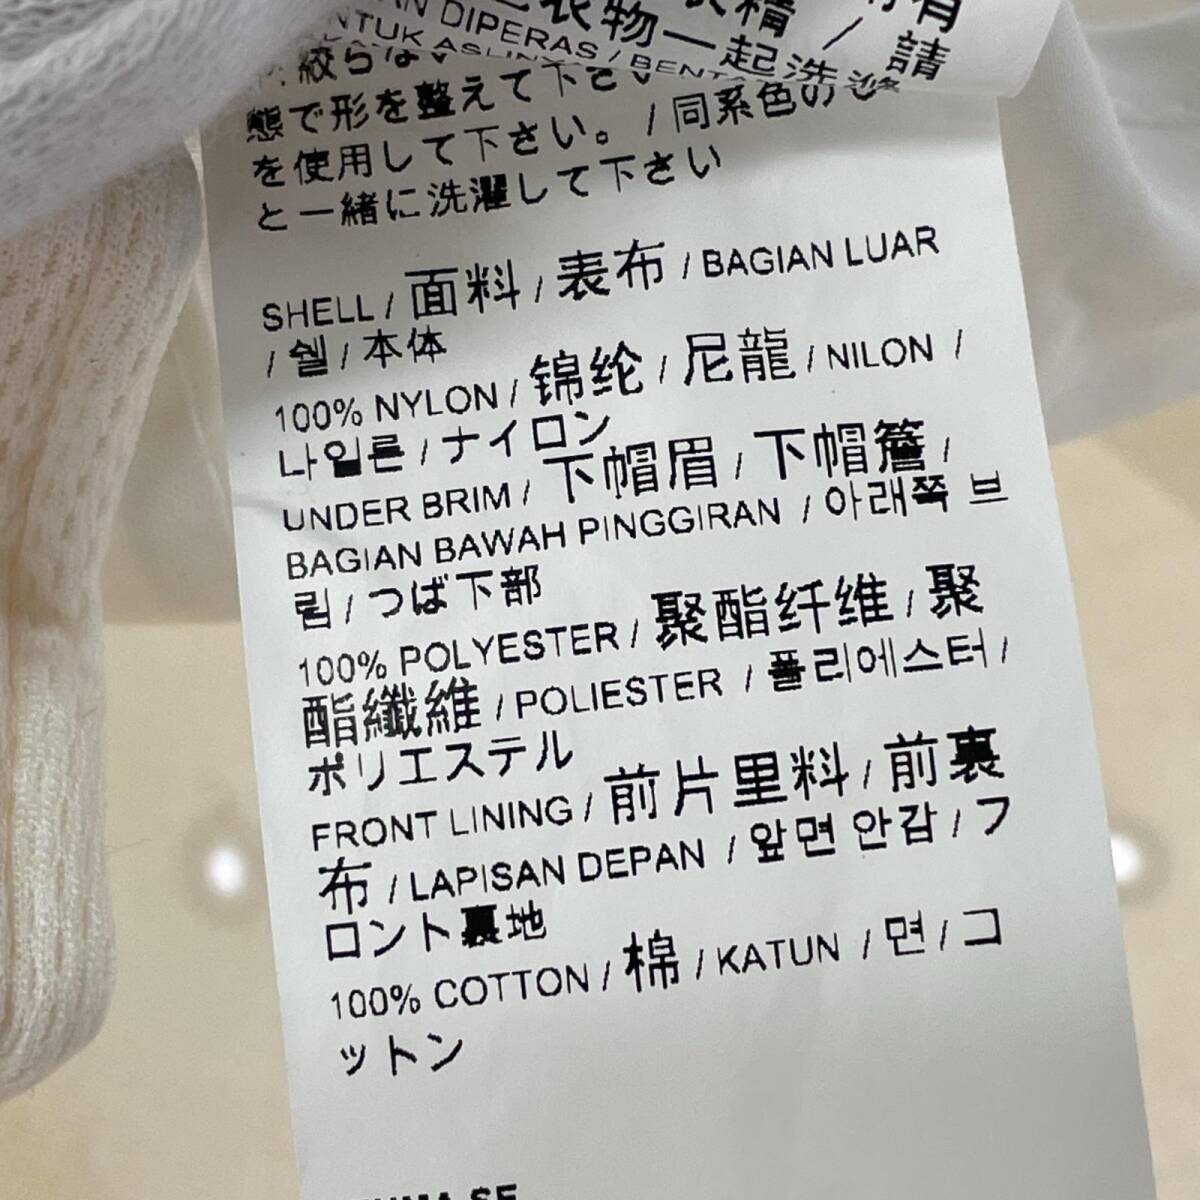 DIPERAS / 衣物一起洗
態で形を整えて下さい
を使用して下さい。/ 同系色の
と一緒に洗濯して下さい
SHELL / 面料 / 表布 / BAGIAN LUAR
/ 쉘 / 本体
100% NYLON / 锦纶 / 尼龍 / NILON /
나일론 / ナイロン
UNDER BRIM / 下帽眉 / 下帽簷 /
BAGIAN BAWAH PINGGIRAN / 아래쪽 브
림 / つば下部
100% POLYESTER / 聚酯纤维 / 聚
酯纖維 / POLIESTER / 폴리에스터 /
ポリエステル
FRONT LINING / 前片里料 / 前裏
布 / LAPISAN DEPAN / 앞면 안감 / フ
ロント裏地
100% COTTON / 棉 / KATUN / 면 / コ
ットン